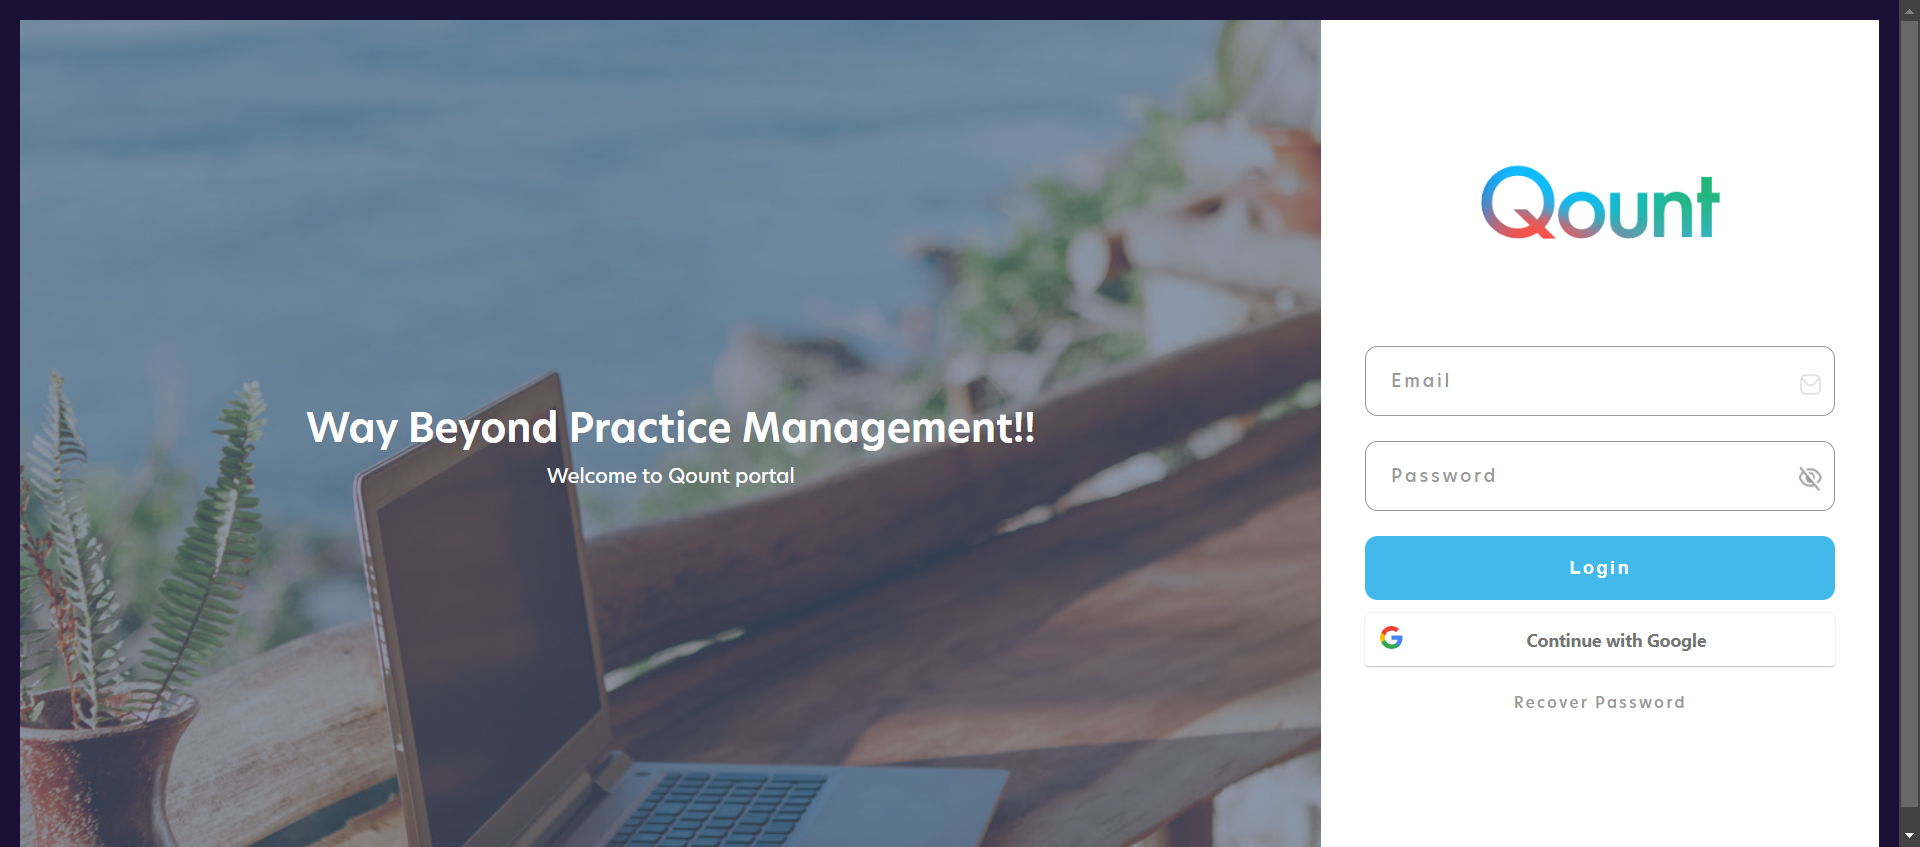 Way Beyond Practice Management!!
Welcome to Qount portal
Qount
Email
Password
Login
Continue with Google
Recover Password